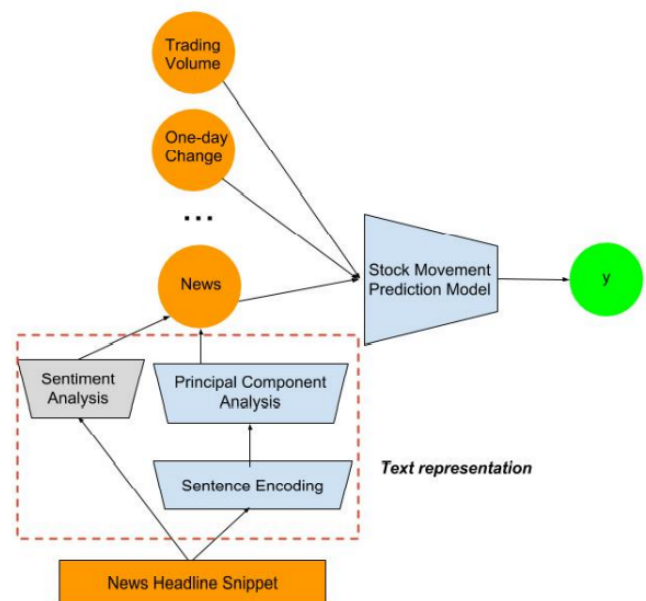 Trading
Volume
One-day
Change
...
News
Stock Movement
Prediction Model
y
Sentiment
Analysis
Principal Component
Analysis
Sentence Encoding
Text representation
News Headline Snippet